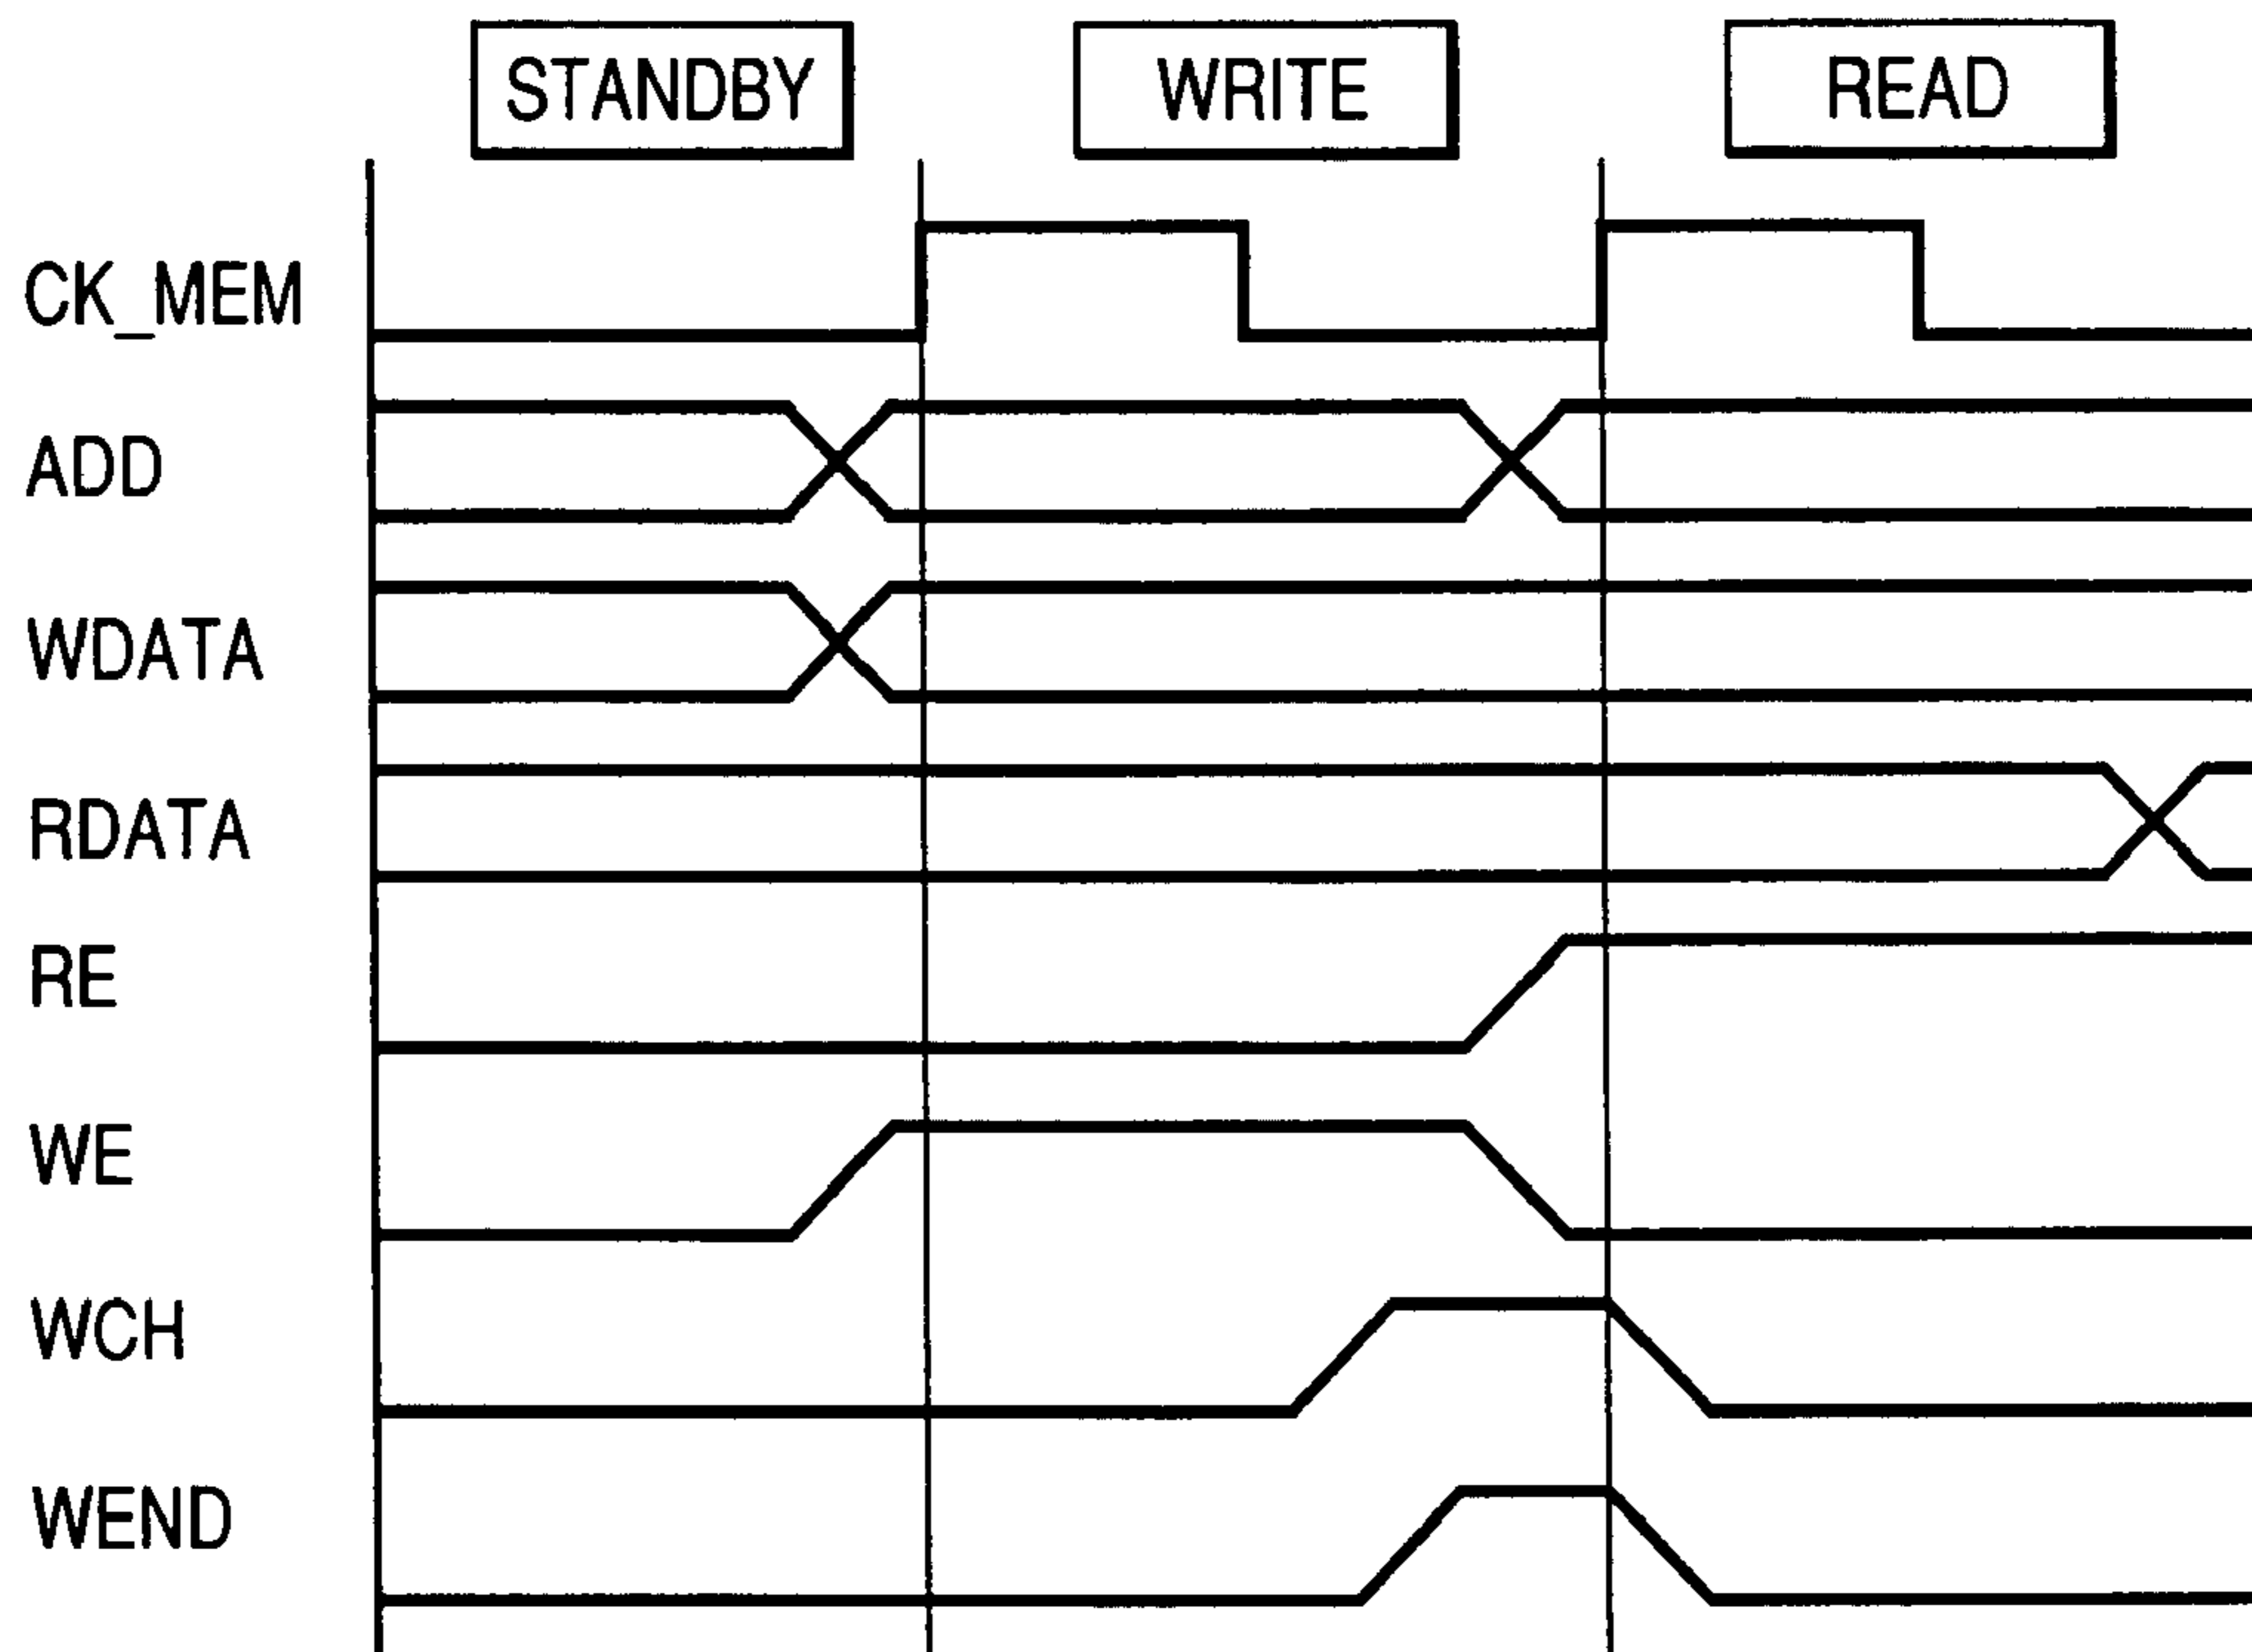 STANDBY WRITE READ
CK_MEM
ADD
WDATA
RDATA
RE
WE
WCH
WEND